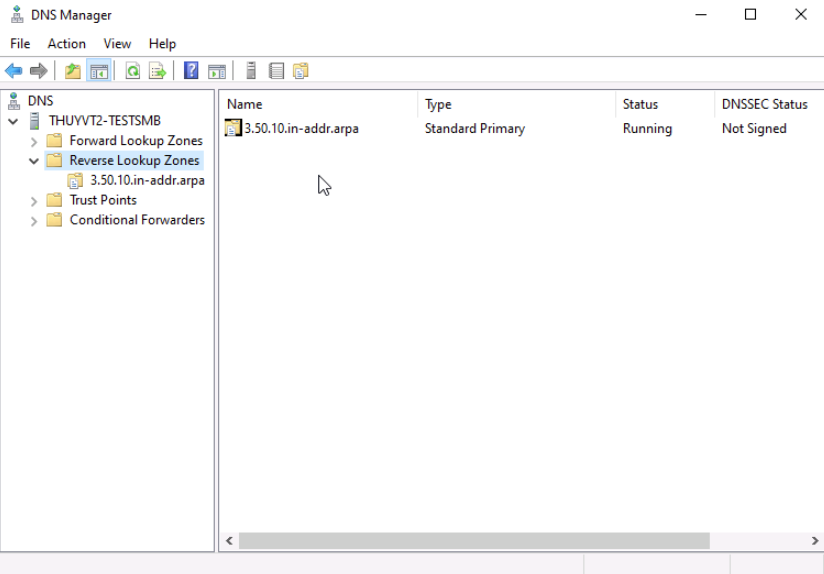 DNS Manager
File Action View Help
DNS
THUYVT2-TESTSMB
Forward Lookup Zones
Reverse Lookup Zones
3.50.10.in-addr.arpa
Trust Points
Conditional Forwarders
Name Type Status DNSSEC Status
3.50.10.in-addr.arpa Standard Primary Running Not Signed